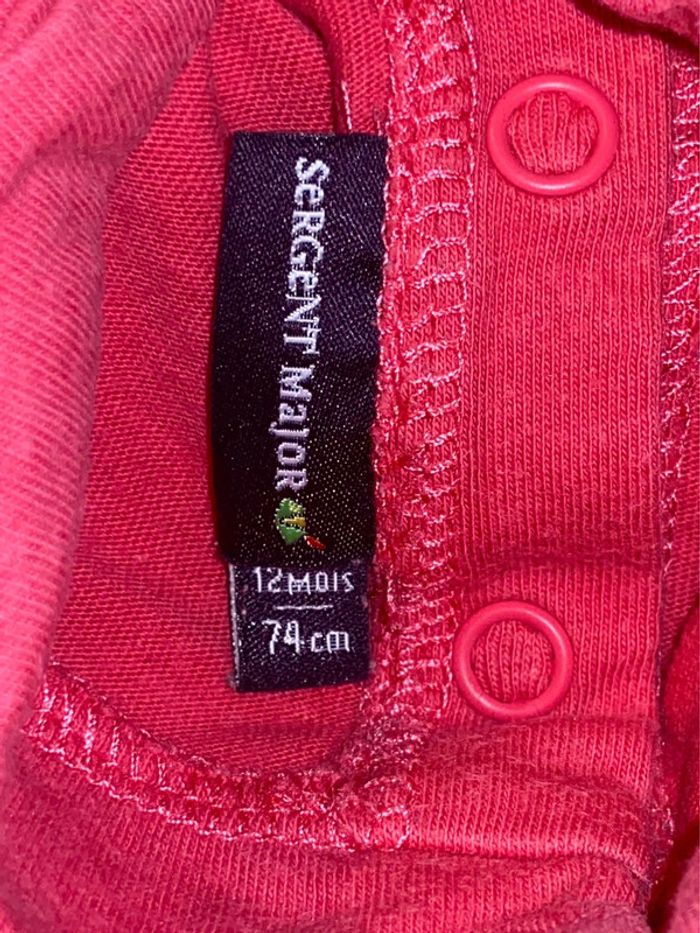 SeRGeNT MaJoR
12 MOIS
74 cm